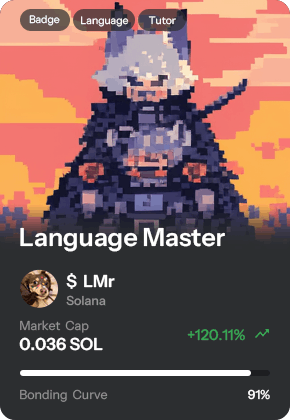 Badge Language Tutor
Language Master
$ LMr
Solana
Market Cap
0.036 SOL
+120.11%
Bonding Curve 91%